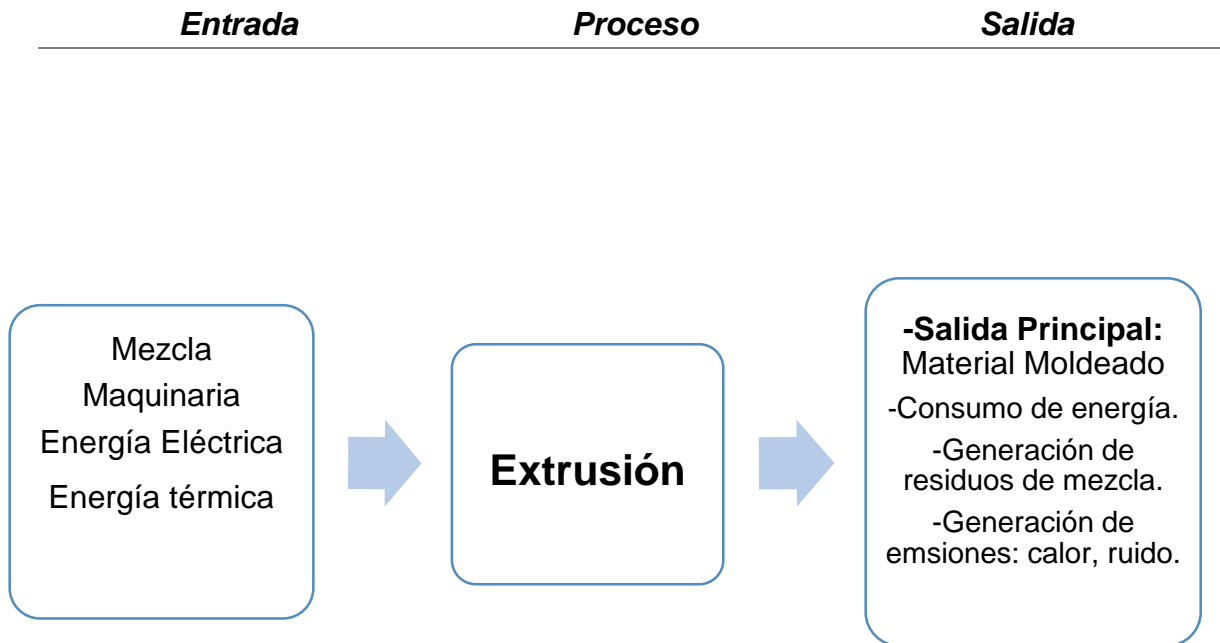 Entrada Proceso Salida
Mezcla
Maquinaria
Energía Eléctrica
Energía térmica
Extrusión
-Salida Principal:
Material Moldeado
-Consumo de energía.
-Generación de
residuos de mezcla.
-Generación de
emsiones: calor, ruido.